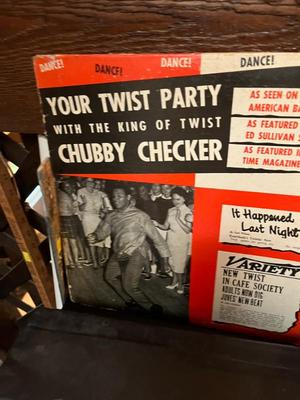 DANCE!
DANCE!
DANCE!
DANCE!
YOUR TWIST PARTY
WITH THE KING OF TWIST
CHUBBY CHECKER
AS SEEN ON
AMERICAN BA
AS FEATURED
ED SULLIVAN
AS FEATURED I
TIME MAGAZINE
It Happened
Last Night
VARIETY
NEW TWIST
IN CAFE SOCIETY
ADULTS NOW DIG
JUVES' NEW BEAT